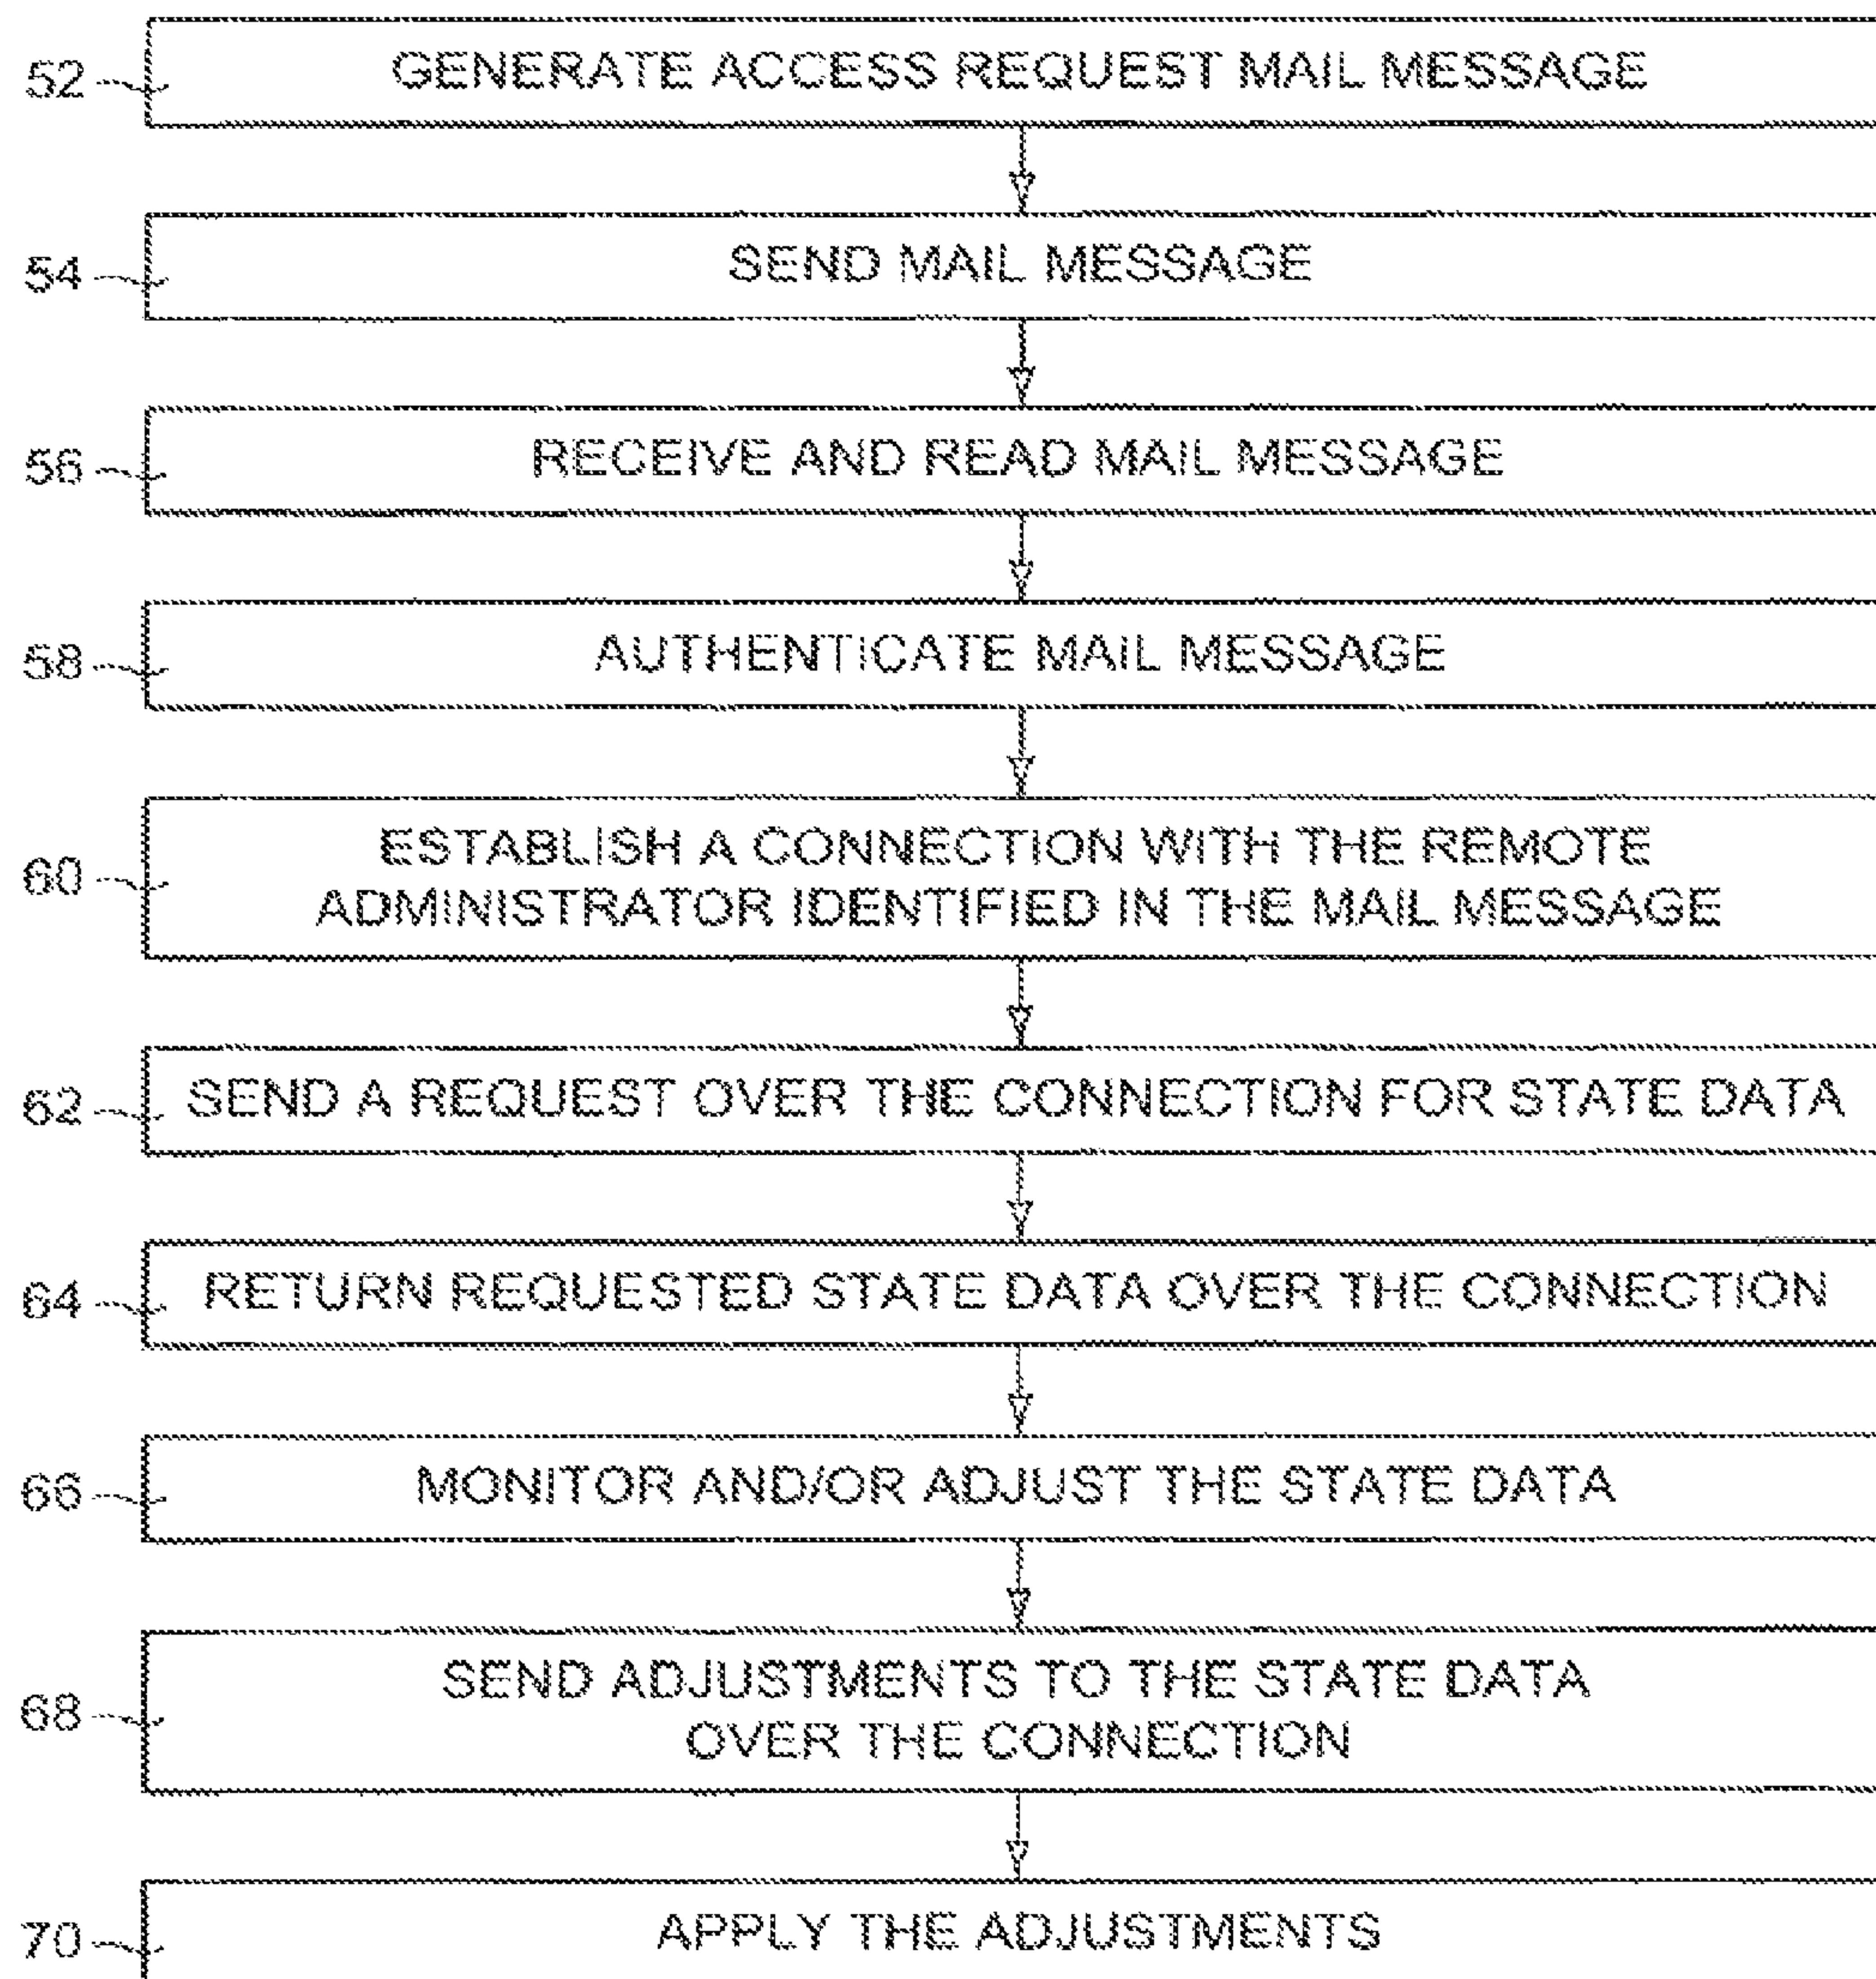 52 GENERATE ACCESS REQUEST MAIL MESSAGE
54 SEND MAIL MESSAGE
56 RECEIVE AND READ MAIL MESSAGE
58 AUTHENTICATE MAIL MESSAGE
60 ESTABLISH A CONNECTION WITH THE REMOTE
ADMINISTRATOR IDENTIFIED IN THE MAIL MESSAGE
62 SEND A REQUEST OVER THE CONNECTION FOR STATE DATA
64 RETURN REQUESTED STATE DATA OVER THE CONNECTION
66 MONITOR AND/OR ADJUST THE STATE DATA
68 SEND ADJUSTMENTS TO THE STATE DATA
OVER THE CONNECTION
70 APPLY THE ADJUSTMENTS